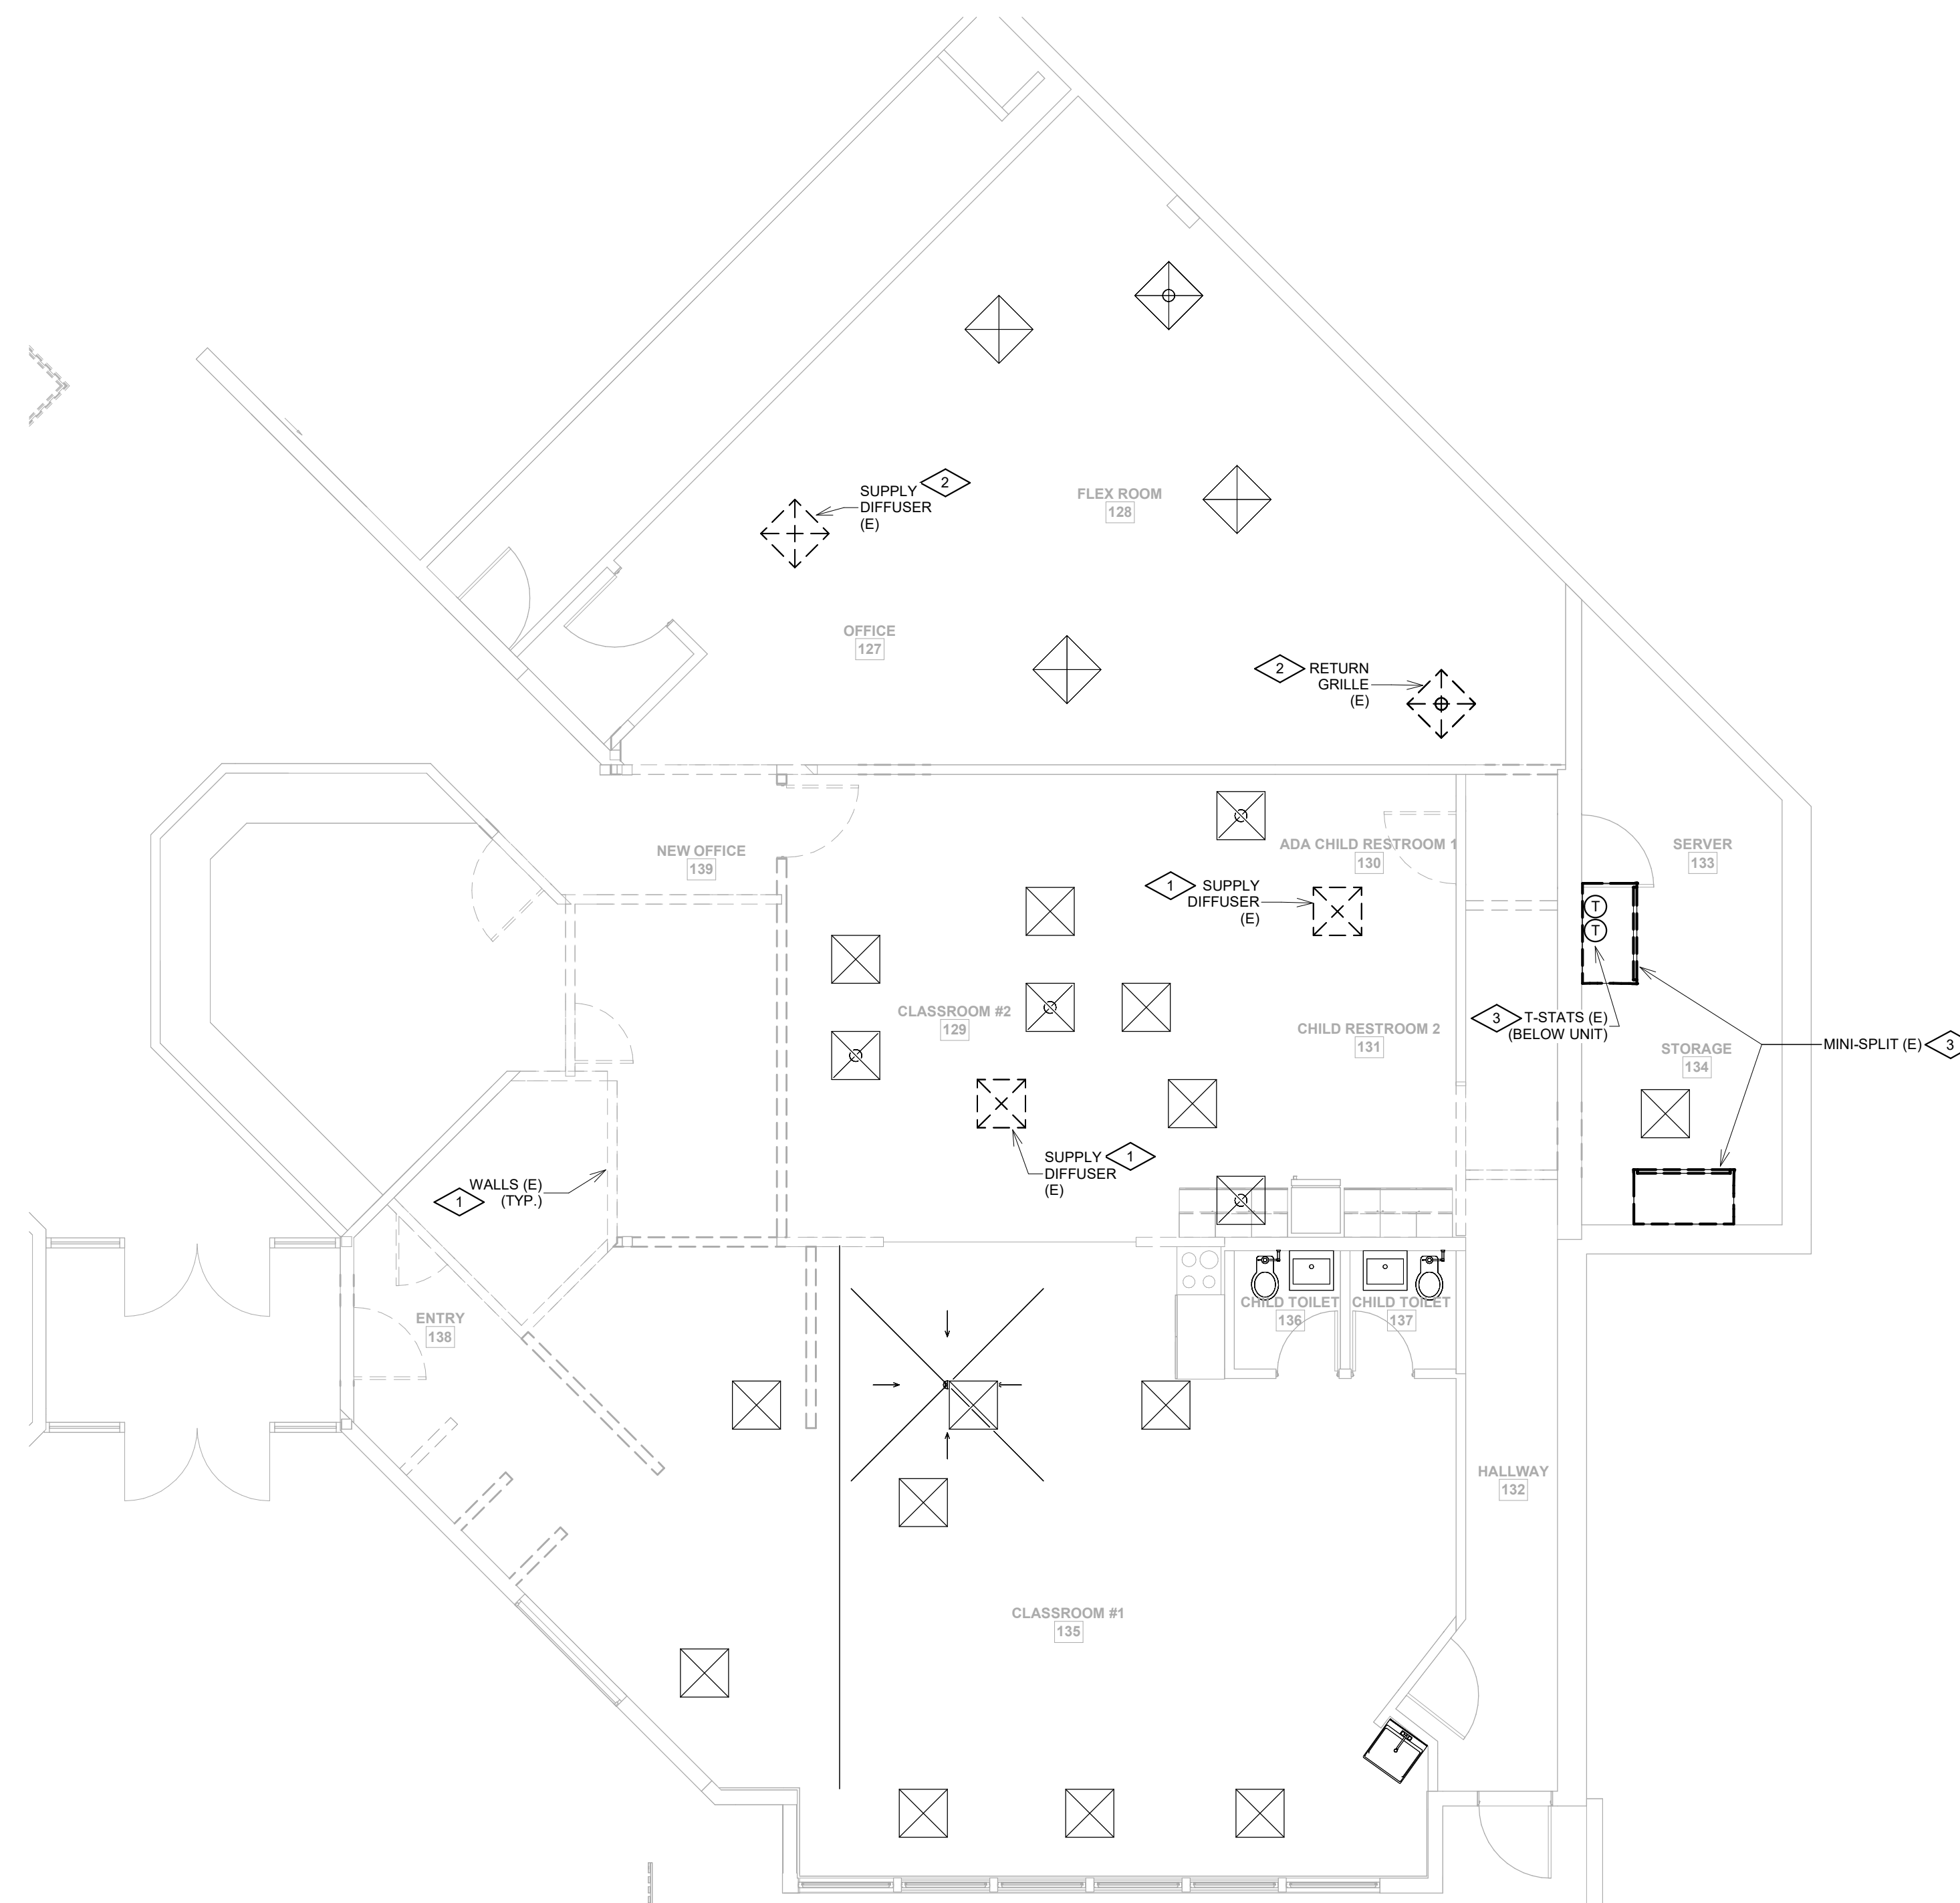 SUPPLY
DIFFUSER
(E)
2
FLEX ROOM
128
OFFICE
127
2
RETURN
GRILLE
(E)
NEW OFFICE
139
ADA CHILD RESTROOM 1
130
SERVER
133
1
SUPPLY
DIFFUSER
(E)
T
T
CLASSROOM #2
129
3
T-STATS (E)
(BELOW UNIT)
CHILD RESTROOM 2
131
STORAGE
134
MINI-SPLIT (E)
3
SUPPLY
DIFFUSER
(E)
1
1
WALLS (E)
(TYP.)
ENTRY
138
CHILD TOILET
136
CHILD TOILET
137
HALLWAY
132
CLASSROOM #1
135